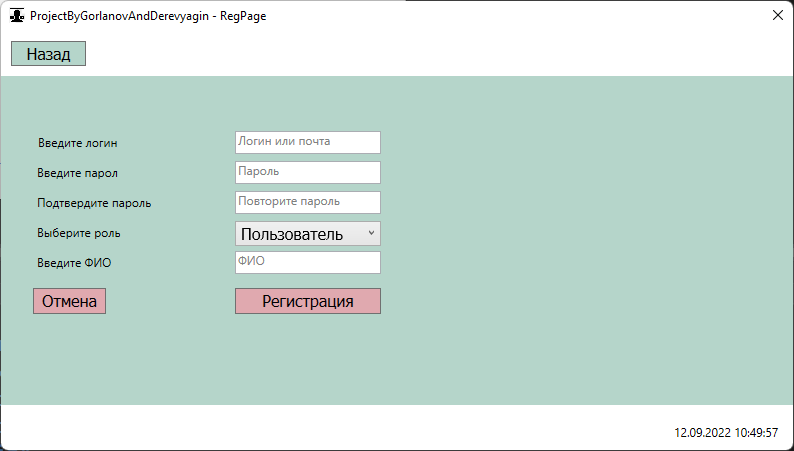 ProjectByGorlanovAndDerevyagin - RegPage
Назад
Введите логин
Логин или почта
Введите парол
Пароль
Подтвердите пароль
Повторите пароль
Выберите роль
Пользователь
Введите ФИО
ФИО
Отмена
Регистрация
12.09.2022 10:49:57